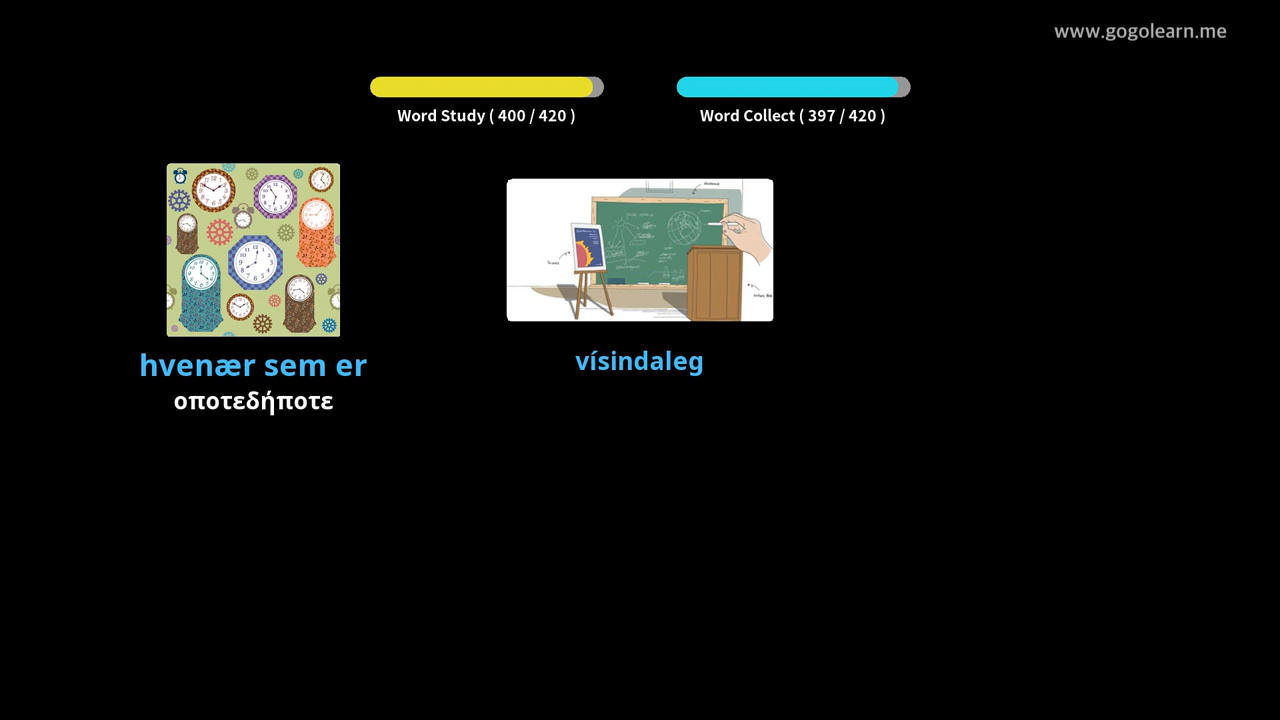 www.gogolearn.me
Word Study ( 400 / 420 )
Word Collect ( 397 / 420 )
hvenær sem er
οποτεδήποτε
vísindaleg